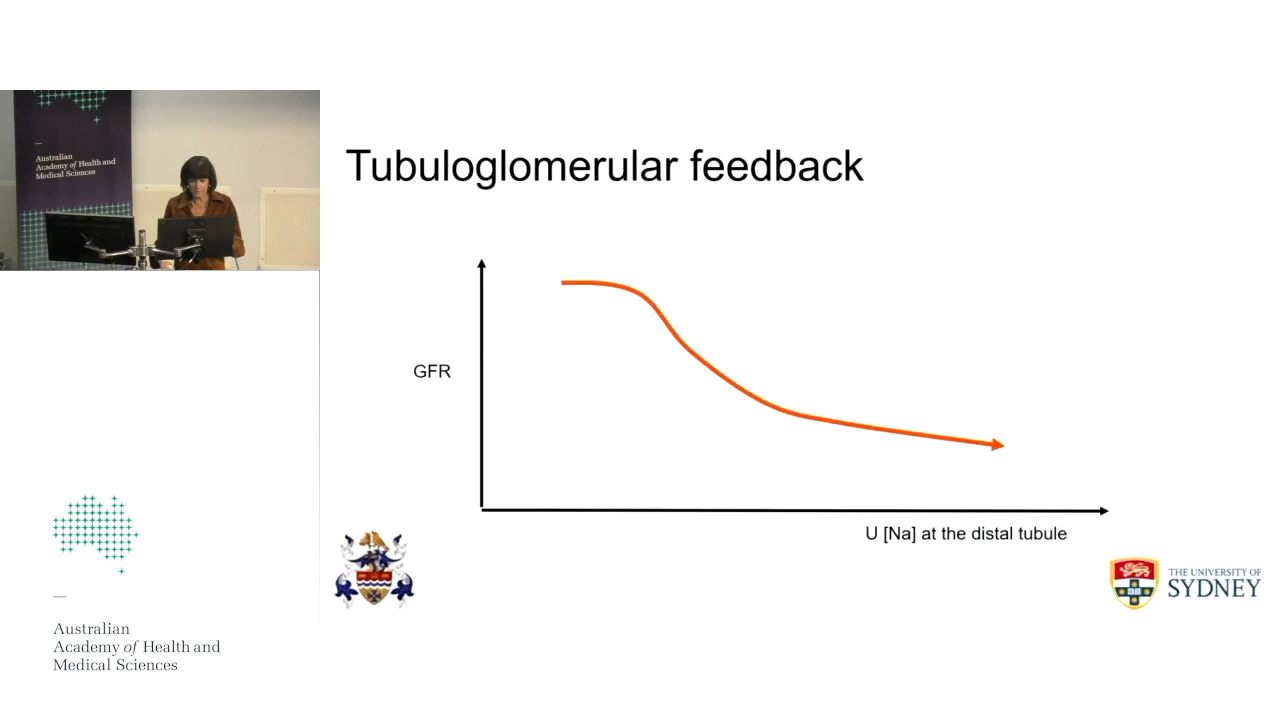 Australian
Academy of Health and
Medical Sciences
Tubuloglomerular feedback
GFR
U [Na] at the distal tubule
THE UNIVERSITY OF
SYDNEY
Australian
Academy of Health and
Medical Sciences